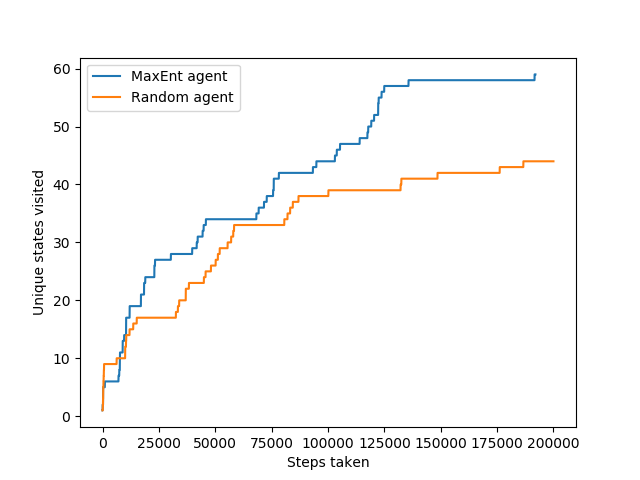 MaxEnt agent
Random agent
Unique states visited
60
50
40
30
20
10
0
0 25000 50000 75000 100000 125000 150000 175000 200000
Steps taken